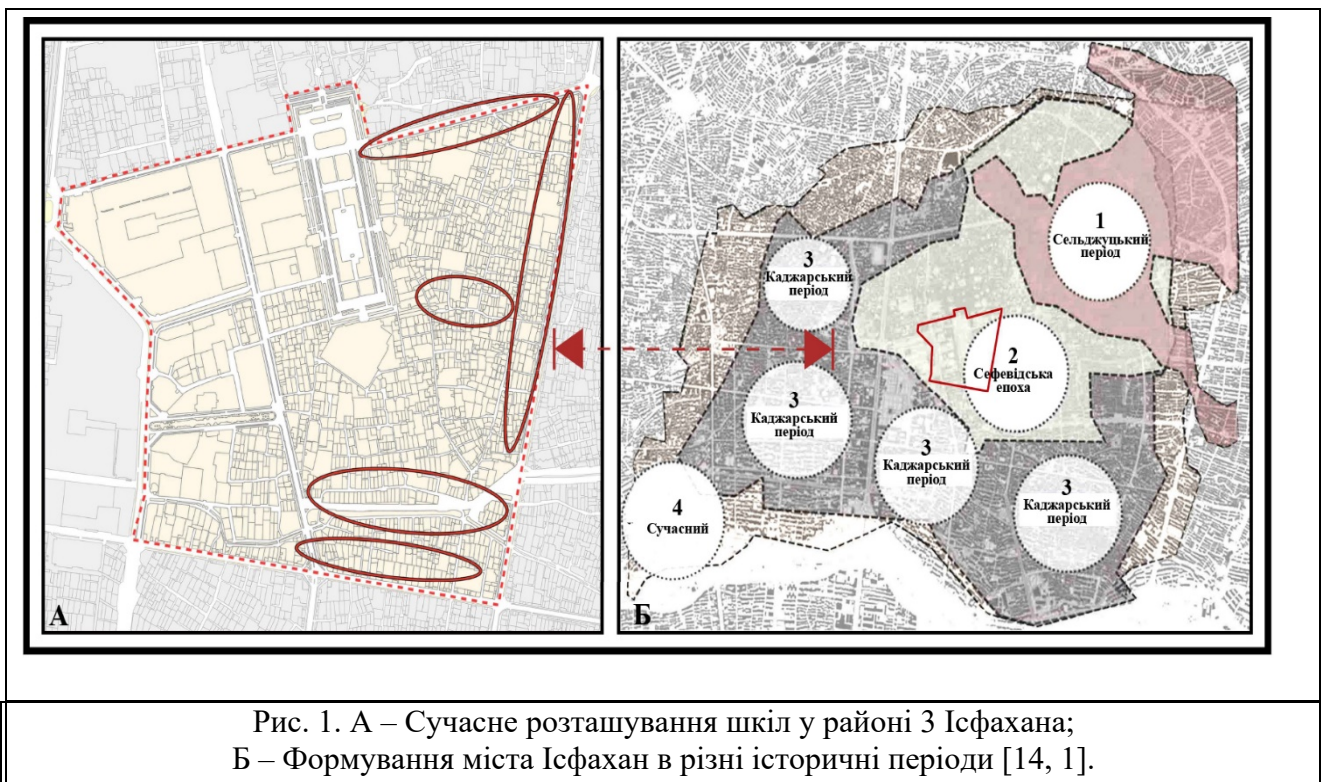 А
Б
1
Сельджуцький
період
3
Каджарський
період
2
Сефевідська
епоха
3
Каджарський
період
3
Каджарський
період
3
Каджарський
період
4
Сучасний
Рис. 1. А – Сучасне розташування шкіл у районі 3 Ісфахана;
Б – Формування міста Ісфахан в різні історичні періоди [14, 1].